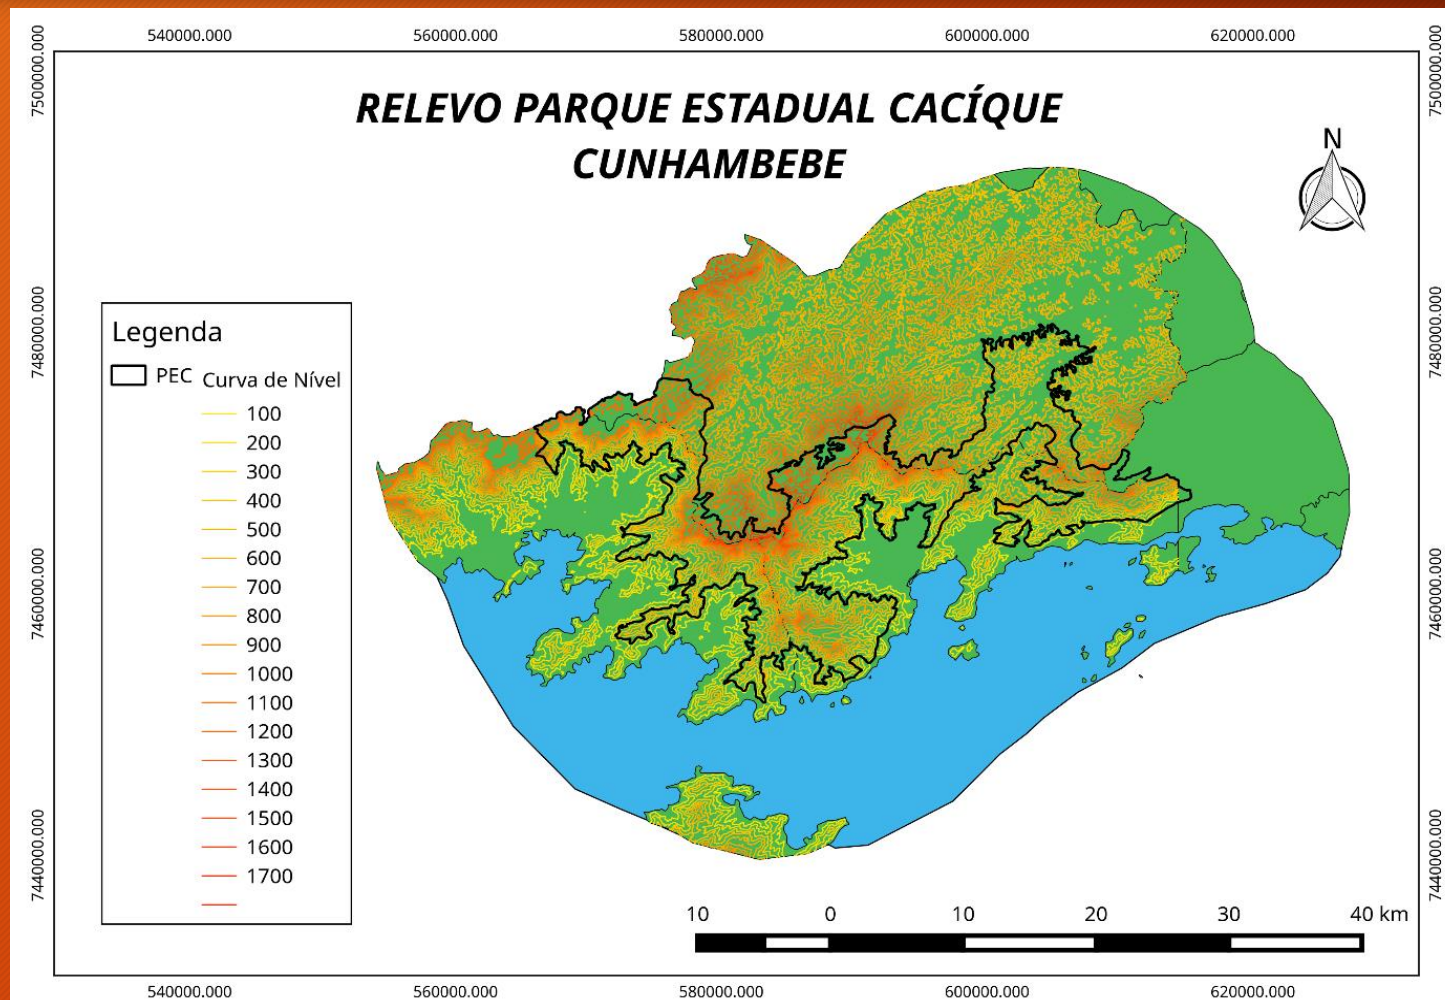 540000.000 560000.000 580000.000 600000.000 620000.000
7500000.000 7500000.000
RELEVO PARQUE ESTADUAL CACÍQUE
CUNHAMBEBE
N
7480000.000 7480000.000
Legenda
PEC Curva de Nível
100
200
300
400
500
600
700
800
900
1000
1100
1200
1300
1400
1500
1600
1700
7460000.000 7460000.000
7440000.000 7440000.000
10 0 10 20 30 40 km
540000.000 560000.000 580000.000 600000.000 620000.000